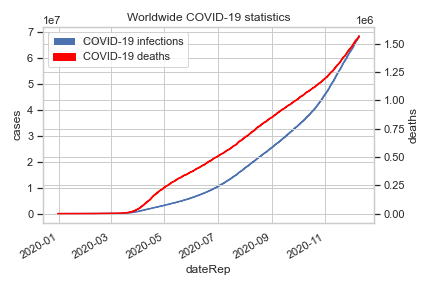 Worldwide COVID-19 statistics
1e7
1e6
COVID-19 infections
COVID-19 deaths
7
6
5
4
3
2
1
0
cases
1.50
1.25
1.00
0.75
0.50
0.25
0.00
deaths
2020-01
2020-03
2020-05
2020-07
2020-09
2020-11
dateRep